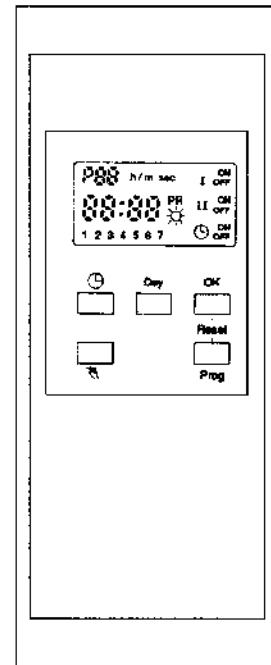 P88 h/m sec I ON OFF
88:88 PR II ON OFF
1 2 3 4 5 6 7 ON OFF
Day OK
Reset
Prog